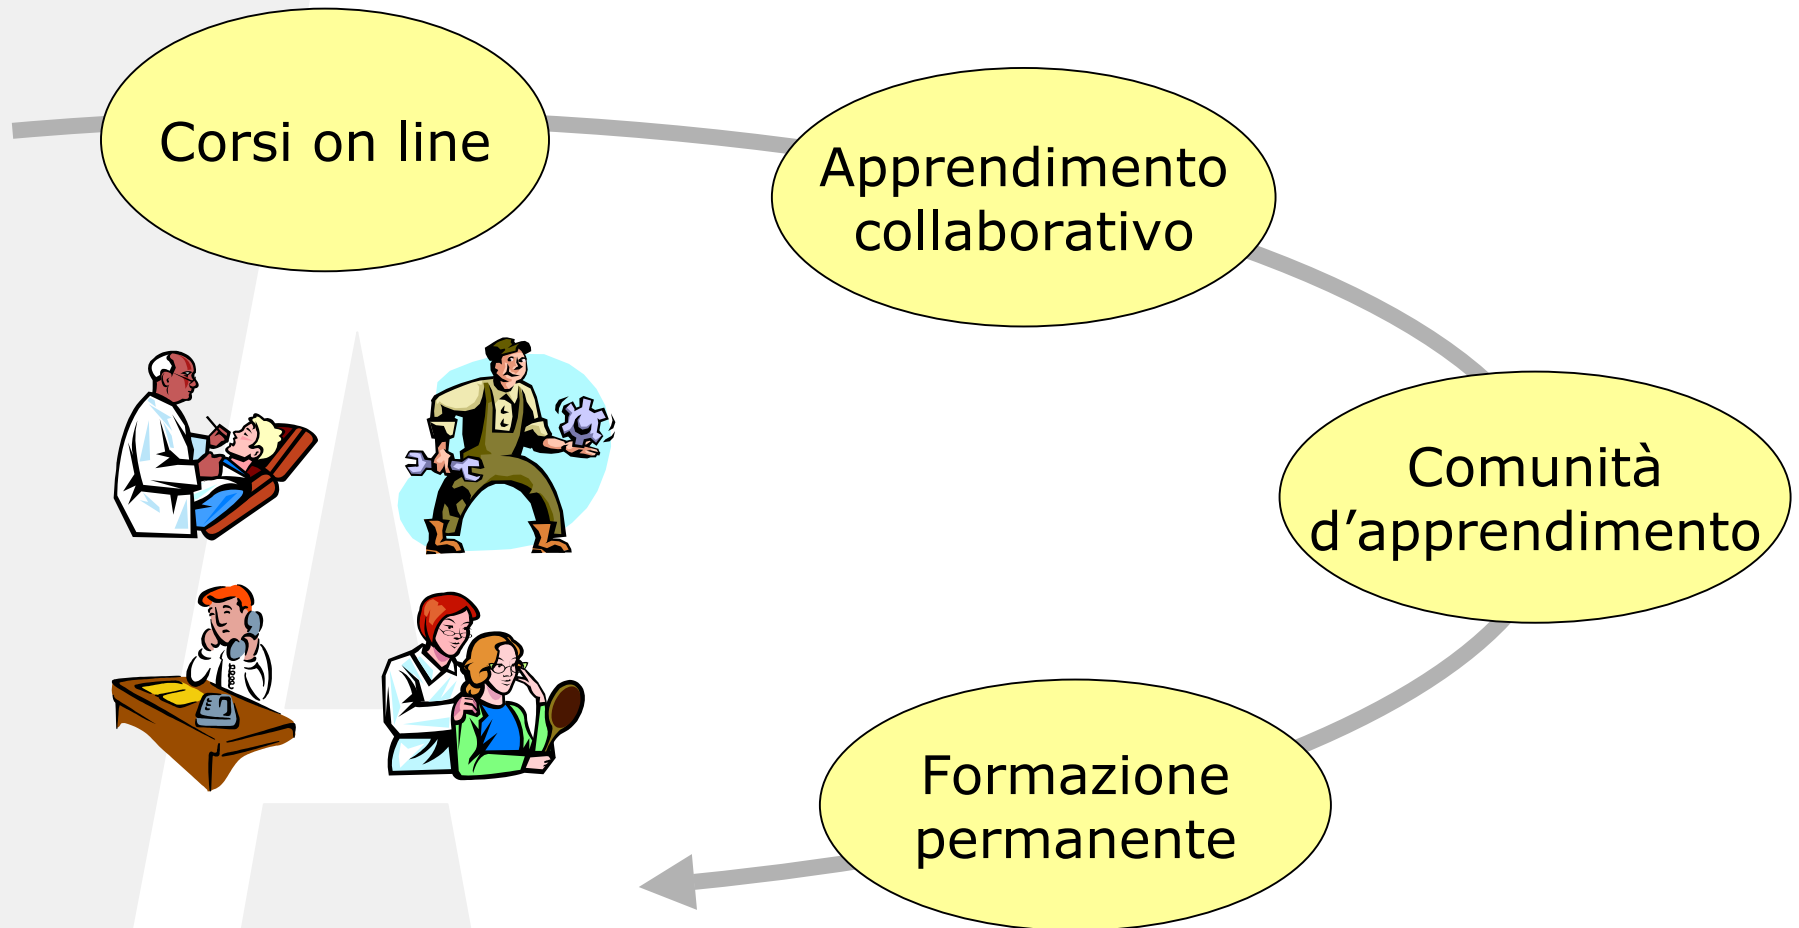 Corsi on line
Apprendimento
collaborativo
Comunità
d’apprendimento
Formazione
permanente